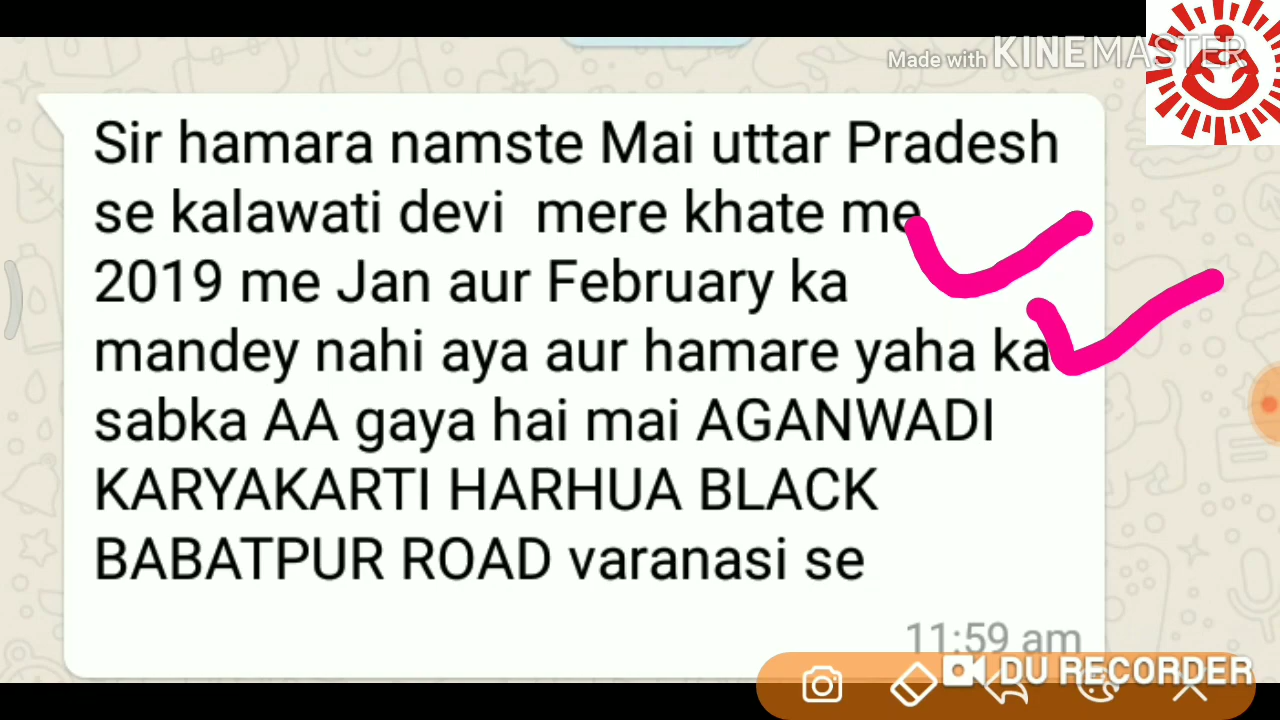 Made with KINEMASTER
Sir hamara namste Mai uttar Pradesh
se kalawati devi  mere khate me
2019 me Jan aur February ka
mandey nahi aya aur hamare yaha ka
sabka AA gaya hai mai AGANWADI
KARYAKARTI HARHUA BLACK
BABATPUR ROAD varanasi se
11:59 am
DU RECORDER